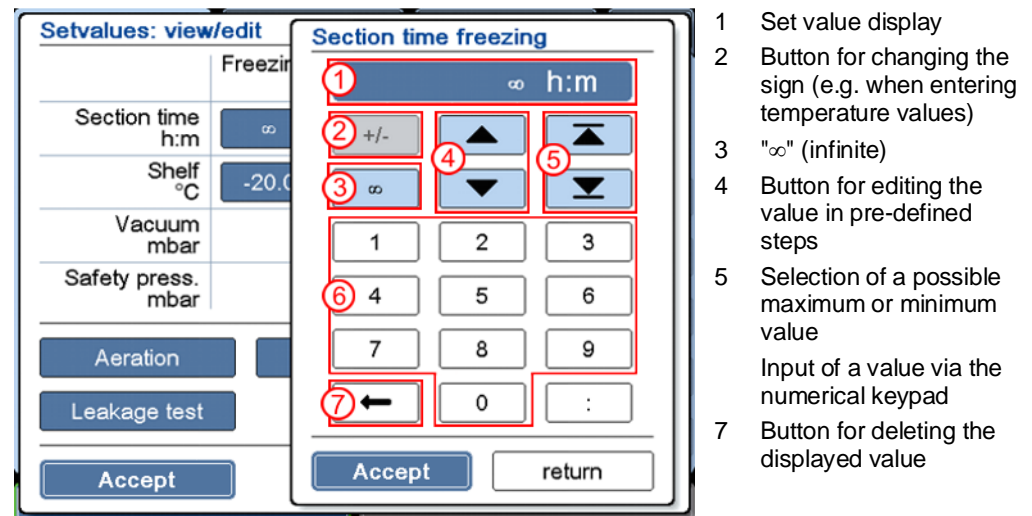 Setvalues: view/edit
Freezin
Section time
h:m
∞
Shelf
°C
-20.0
Vacuum
mbar
Safety press.
mbar
Aeration
Leakage test
Accept
Section time freezing
1
∞ h:m
2 +/-
4
5
3 ∞
1 2 3
6 4 5 6
7 8 9
7 0 :
Accept return
1 Set value display
2 Button for changing the
sign (e.g. when entering
temperature values)
3 "∞" (infinite)
4 Button for editing the
value in pre-defined
steps
5 Selection of a possible
maximum or minimum
value
Input of a value via the
numerical keypad
7 Button for deleting the
displayed value